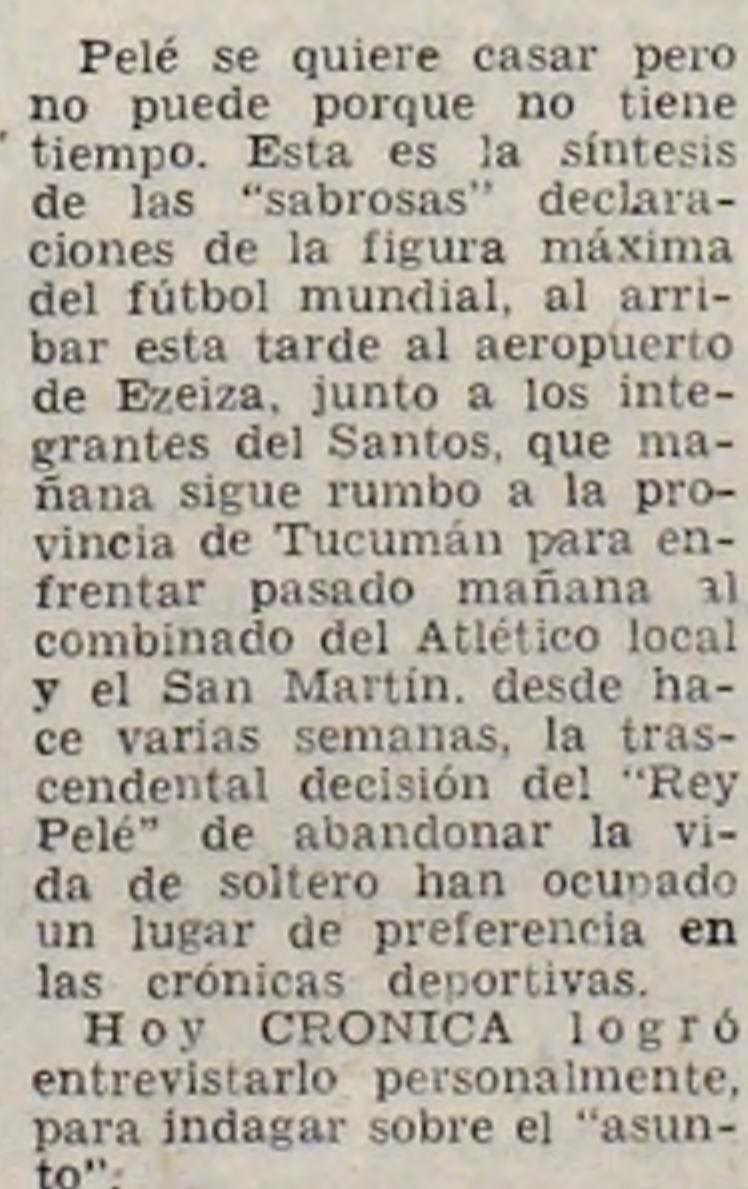 Pelé se quiere casar pero
no puede porque no tiene
tiempo. Esta es la síntesis
de las “sabrosas” declara-
ciones de la figura máxima
del fútbol mundial, al arri-
bar esta tarde al aeropuerto
de Ezeiza, junto a los inte-
grantes del Santos, que ma-
ñana sigue rumbo a la pro-
vincia de Tucumán para en-
frentar pasado mañana al
combinado del Atlético local
y el San Martín. desde ha-
ce varias semanas, la tras-
cendental decisión del “Rey
Pelé” de abandonar la vi-
da de soltero han ocupado
un lugar de preferencia en
las crónicas deportivas.
Hoy CRONICA logró
entrevistarlo personalmente,
para indagar sobre el “asun-
to”: